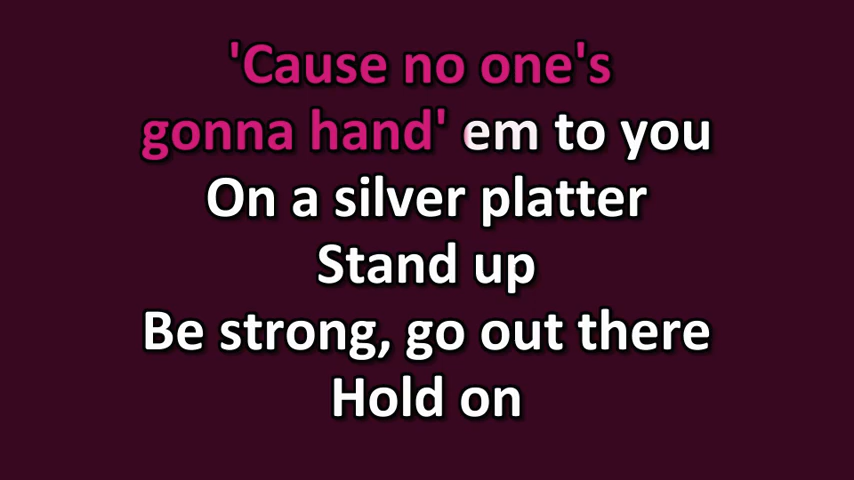 'Cause no one's
gonna hand' em to you
On a silver platter
Stand up
Be strong, go out there
Hold on